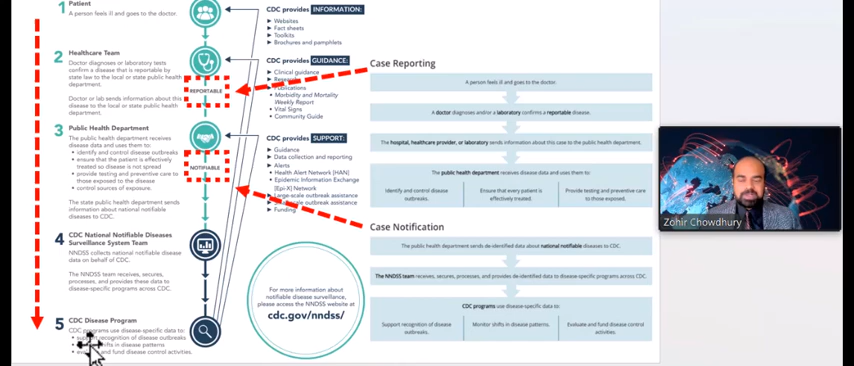 1 Patient
A person feels ill and goes to the doctor.
2 Healthcare Team
Doctor diagnoses or laboratory tests
confirm a disease that is reportable by
state law to the local or state public health
department.
Doctor or lab sends information about this
disease to the local or state public health
department.
REPORTABLE
3 Public Health Department
The public health department receives
disease data and uses them to:
• identify and control disease outbreaks
• ensure that the patient is effectively
treated so disease is not spread
• provide testing and preventive care to
those exposed to the disease
• control sources of exposure.
The state public health department sends
information about national notifiable
diseases to CDC.
NOTIFIABLE
4 CDC National Notifiable Diseases
Surveillance System Team
NNDSS collects national notifiable disease
data on behalf of CDC.
The NNDSS team receives, secures,
processes, and provides these data to
disease-specific programs across CDC.
5 CDC Disease Program
CDC programs use disease-specific data to:
• support recognition of disease outbreaks
shifts in disease patterns
and fund disease control activities.
CDC provides INFORMATION:
► Websites
► Fact sheets
► Toolkits
► Brochures and pamphlets
CDC provides GUIDANCE:
► Clinical guidance
►
► Publications
• Morbidity and Mortality
Weekly Report
• Vital Signs
• Community Guide
CDC provides SUPPORT:
► Guidance
► Data collection and reporting
► Alerts
• Health Alert Network (HAN)
• Epidemic Information Exchange
(Epi-X) Network
► Large-scale outbreak assistance
outbreak assistance
► Funding
For more information about
notifiable disease surveillance,
please access the NNDSS website at
cdc.gov/nndss/
Case Reporting
A person feels ill and goes to the doctor.
A doctor diagnoses and/or a laboratory confirms a reportable disease.
The hospital, healthcare provider, or laboratory sends information about this case to the public health department.
The public health department receives disease data and uses them to:
Identify and control disease
outbreaks.
Ensure that every patient is
effectively treated.
Provide testing and preventive care
to those exposed.
Case Notification
The public health department sends de-identified data about national notifiable diseases to CDC.
The NNDSS team receives, secures, processes, and provides de-identified data to disease-specific programs across CDC.
CDC programs use disease-specific data to:
Support recognition of disease
outbreaks.
Monitor shifts in disease patterns.
Evaluate and fund disease control
activities.
Zohir Chowdhury